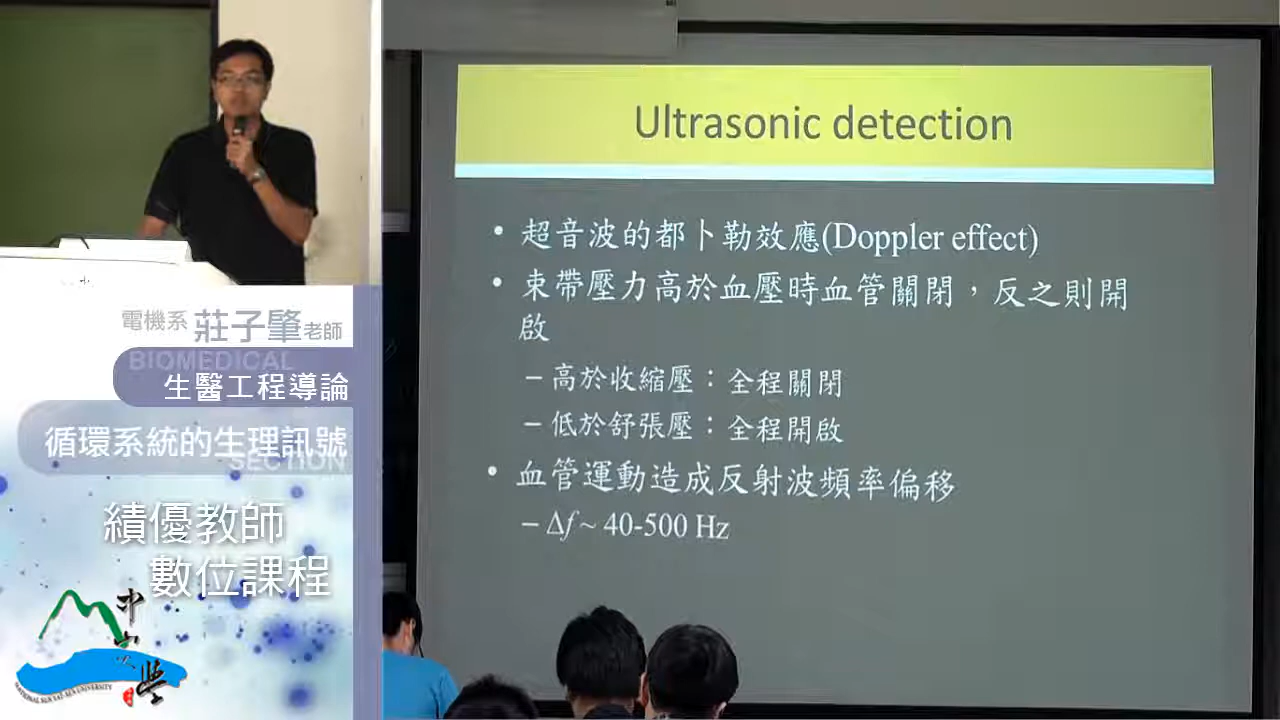 Ultrasonic detection
• 超音波的都卜勒效應(Doppler effect)
• 束帶壓力高於血壓時血管關閉，反之則開
啟
– 高於收縮壓：全程關閉
– 低於舒張壓：全程開啟
• 血管運動造成反射波頻率偏移
– Δf ~ 40-500 Hz
電機系 莊子肇老師
BIOMEDICAL
生醫工程導論
循環系統的生理訊號
SECTION
績優教師
數位課程
NATIONAL SUN YAT-SEN UNIVERSITY